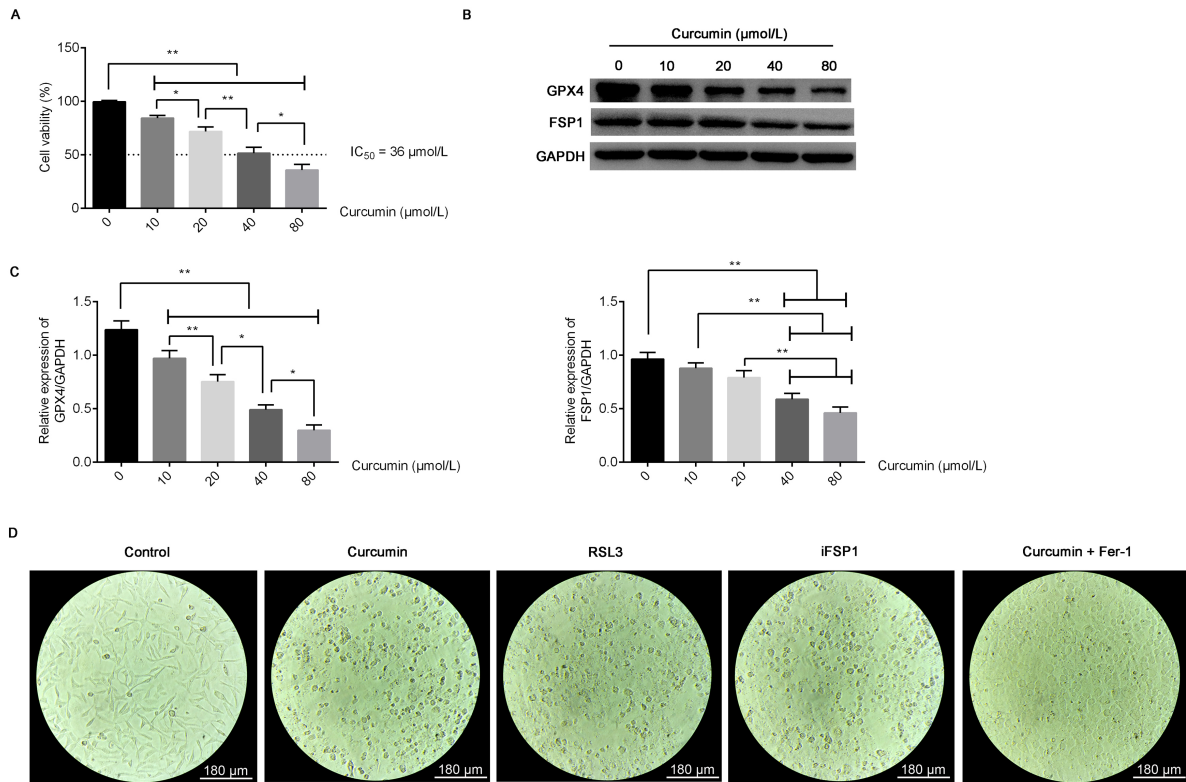 A
Cell viability (%)
150
100
50
0
**
*
**
*
IC50 = 36 µmol/L
0 10 20 40 80
Curcumin (µmol/L)
B
Curcumin (µmol/L)
0 10 20 40 80
GPX4
FSP1
GAPDH
C
Relative expression of
GPX4/GAPDH
1.5
1.0
0.5
0.0
**
**
*
*
0 10 20 40 80
Curcumin (µmol/L)
Relative expression of
FSP1/GAPDH
1.5
1.0
0.5
0.0
**
**
**
0 10 20 40 80
Curcumin (µmol/L)
D
Control
Curcumin
RSL3
iFSP1
Curcumin + Fer-1
180 µm
180 µm
180 µm
180 µm
180 µm